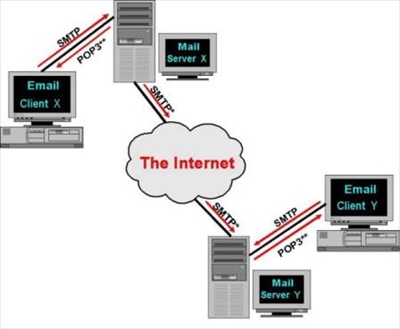 SMTP
POP3**
Mail
Server X
Email
Client X
SMTP*
The Internet
SMTP*
Email
Client Y
SMTP
POP3**
Mail
Server Y